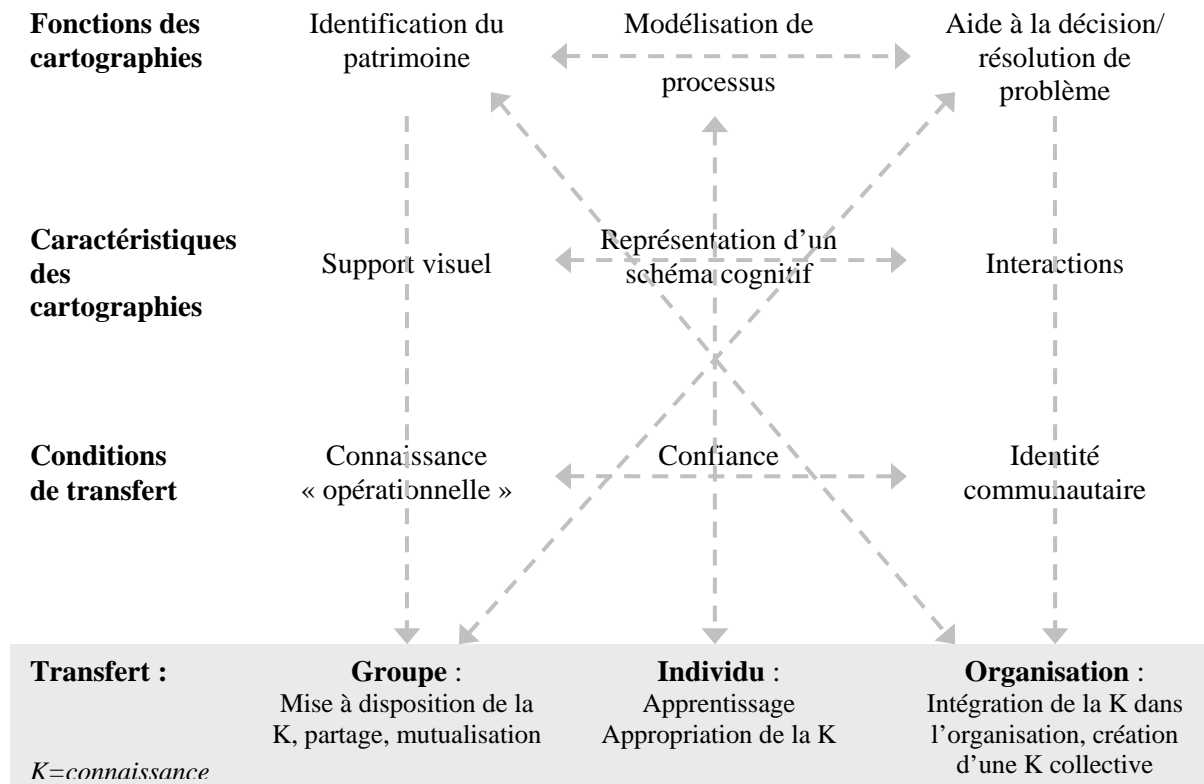 Fonctions des
cartographies
Identification du
patrimoine
Modélisation de
processus
Aide à la décision/
résolution de
problème
Caractéristiques
des
cartographies
Support visuel
Représentation d’un
schéma cognitif
Interactions
Conditions
de transfert
Connaissance
« opérationnelle »
Confiance
Identité
communautaire
Transfert :
Groupe :
Mise à disposition de la
K, partage, mutualisation
Individu :
Apprentissage
Appropriation de la K
Organisation :
Intégration de la K dans
l’organisation, création
d’une K collective
K=connaissance